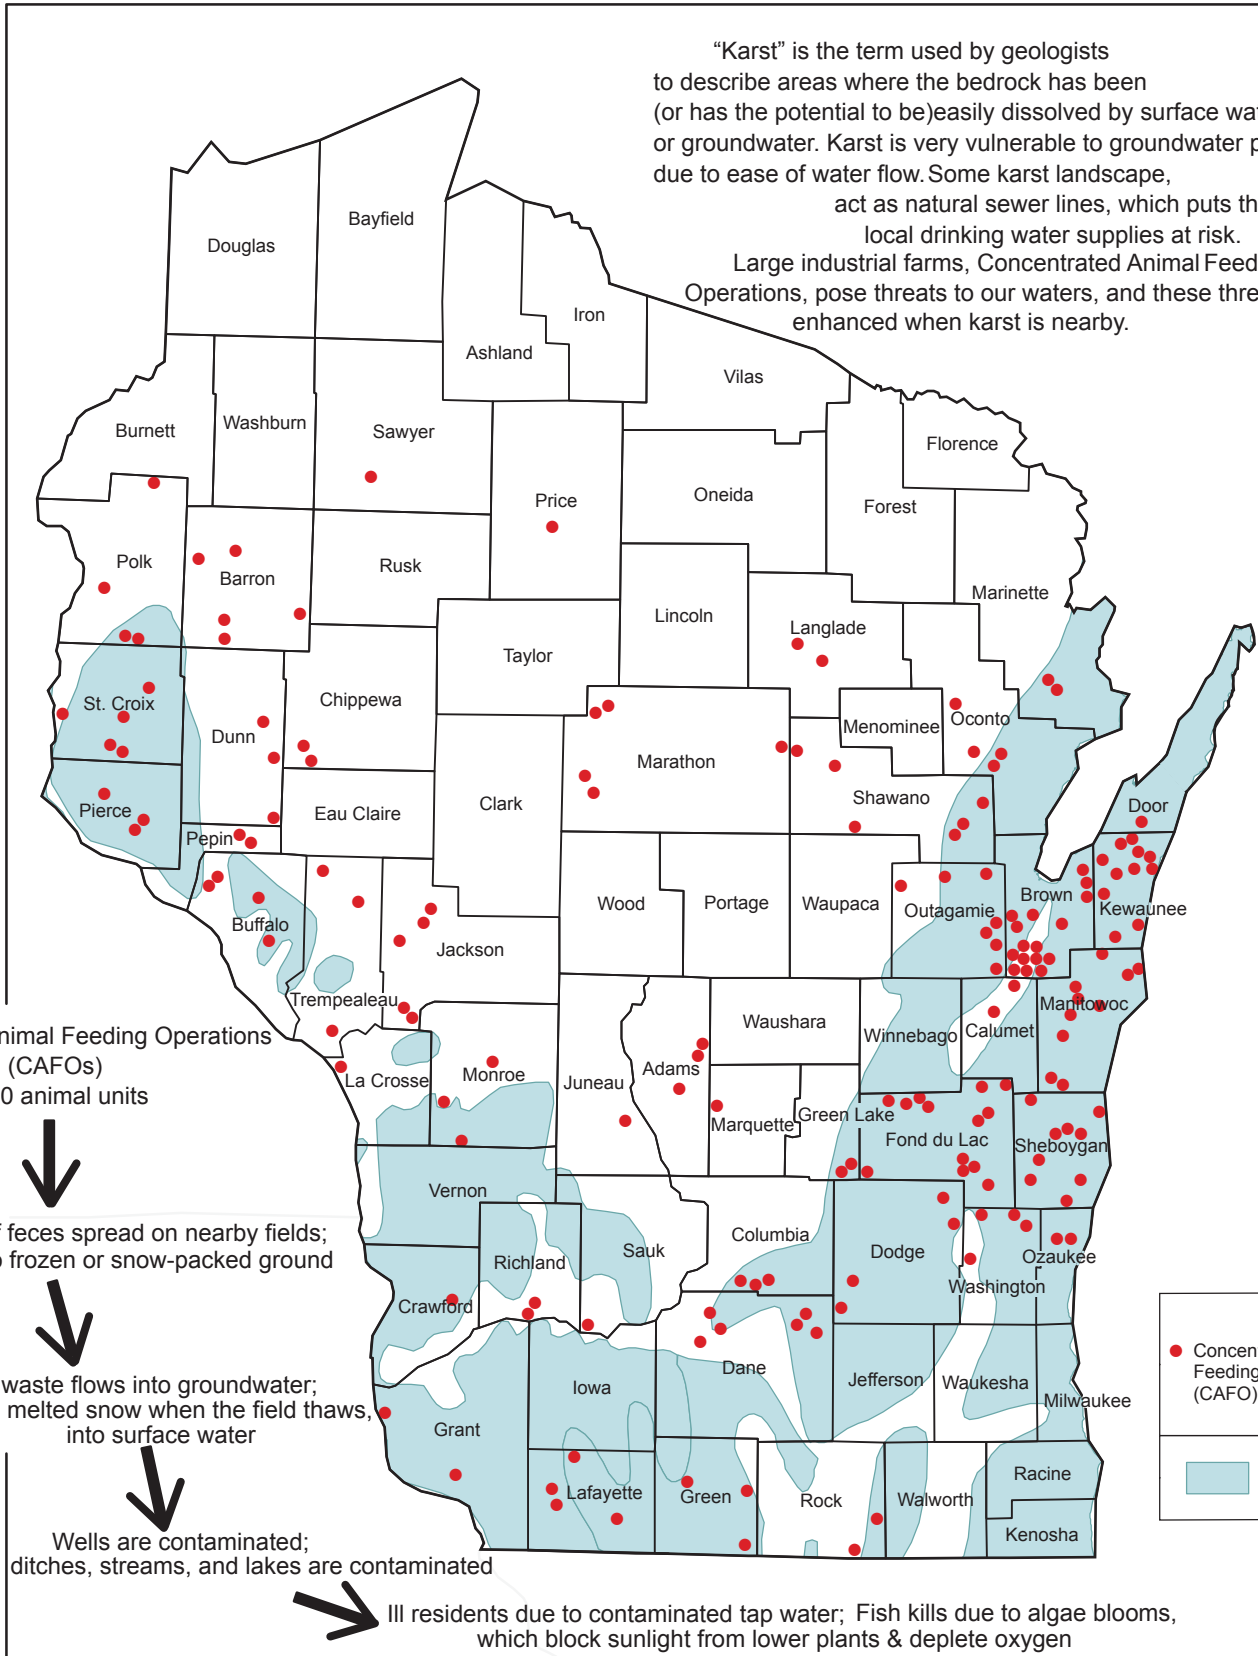 “Karst” is the term used by geologists
to describe areas where the bedrock has been
(or has the potential to be)easily dissolved by surface
or groundwater. Karst is very vulnerable to groundwater
due to ease of water flow. Some karst landscape,
act as natural sewer lines, which puts
local drinking water supplies at risk.
Large industrial farms, Concentrated Animal
Operations, pose threats to our waters, and these
enhanced when karst is nearby.
Douglas
Bayfield
Iron
Ashland
Vilas
Burnett
Washburn
Sawyer
Florence
Price
Oneida
Forest
Polk
Barron
Rusk
Marinette
Lincoln
Langlade
Taylor
St. Croix
Chippewa
Dunn
Menominee
Oconto
Marathon
Clark
Shawano
Door
Pierce
Eau Claire
Pepin
Wood
Portage
Waupaca
Outagamie
Brown
Kewaunee
Buffalo
Jackson
Trempealeau
Waushara
Winnebago
Calumet
Manitowoc
Animal Feeding Operations
(CAFOs)
0 animal units
La Crosse
Monroe
Juneau
Adams
Marquette
Green Lake
Fond du Lac
Sheboygan
Vernon
Richland
Sauk
Columbia
Dodge
Ozaukee
Washington
feces spread on nearby fields;
frozen or snow-packed ground
Crawford
Iowa
Dane
Jefferson
Waukesha
Milwaukee
Feeding
(CAFO)
waste flows into groundwater;
melted snow when the field thaws,
into surface water
Grant
Lafayette
Green
Rock
Walworth
Racine
Kenosha
Wells are contaminated;
ditches, streams, and lakes are contaminated
Ill residents due to contaminated tap water; Fish kills due to algae blooms,
which block sunlight from lower plants & deplete oxygen